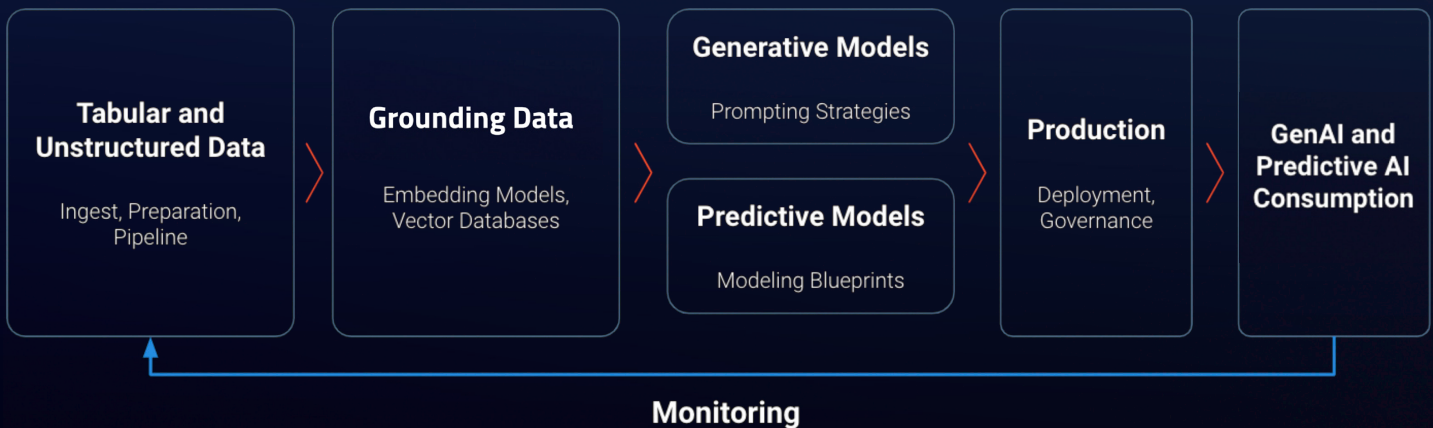 Tabular and
Unstructured Data
Ingest, Preparation,
Pipeline
Grounding Data
Embedding Models,
Vector Databases
Generative Models
Prompting Strategies
Predictive Models
Modeling Blueprints
Production
Deployment,
Governance
GenAI and
Predictive AI
Consumption
Monitoring